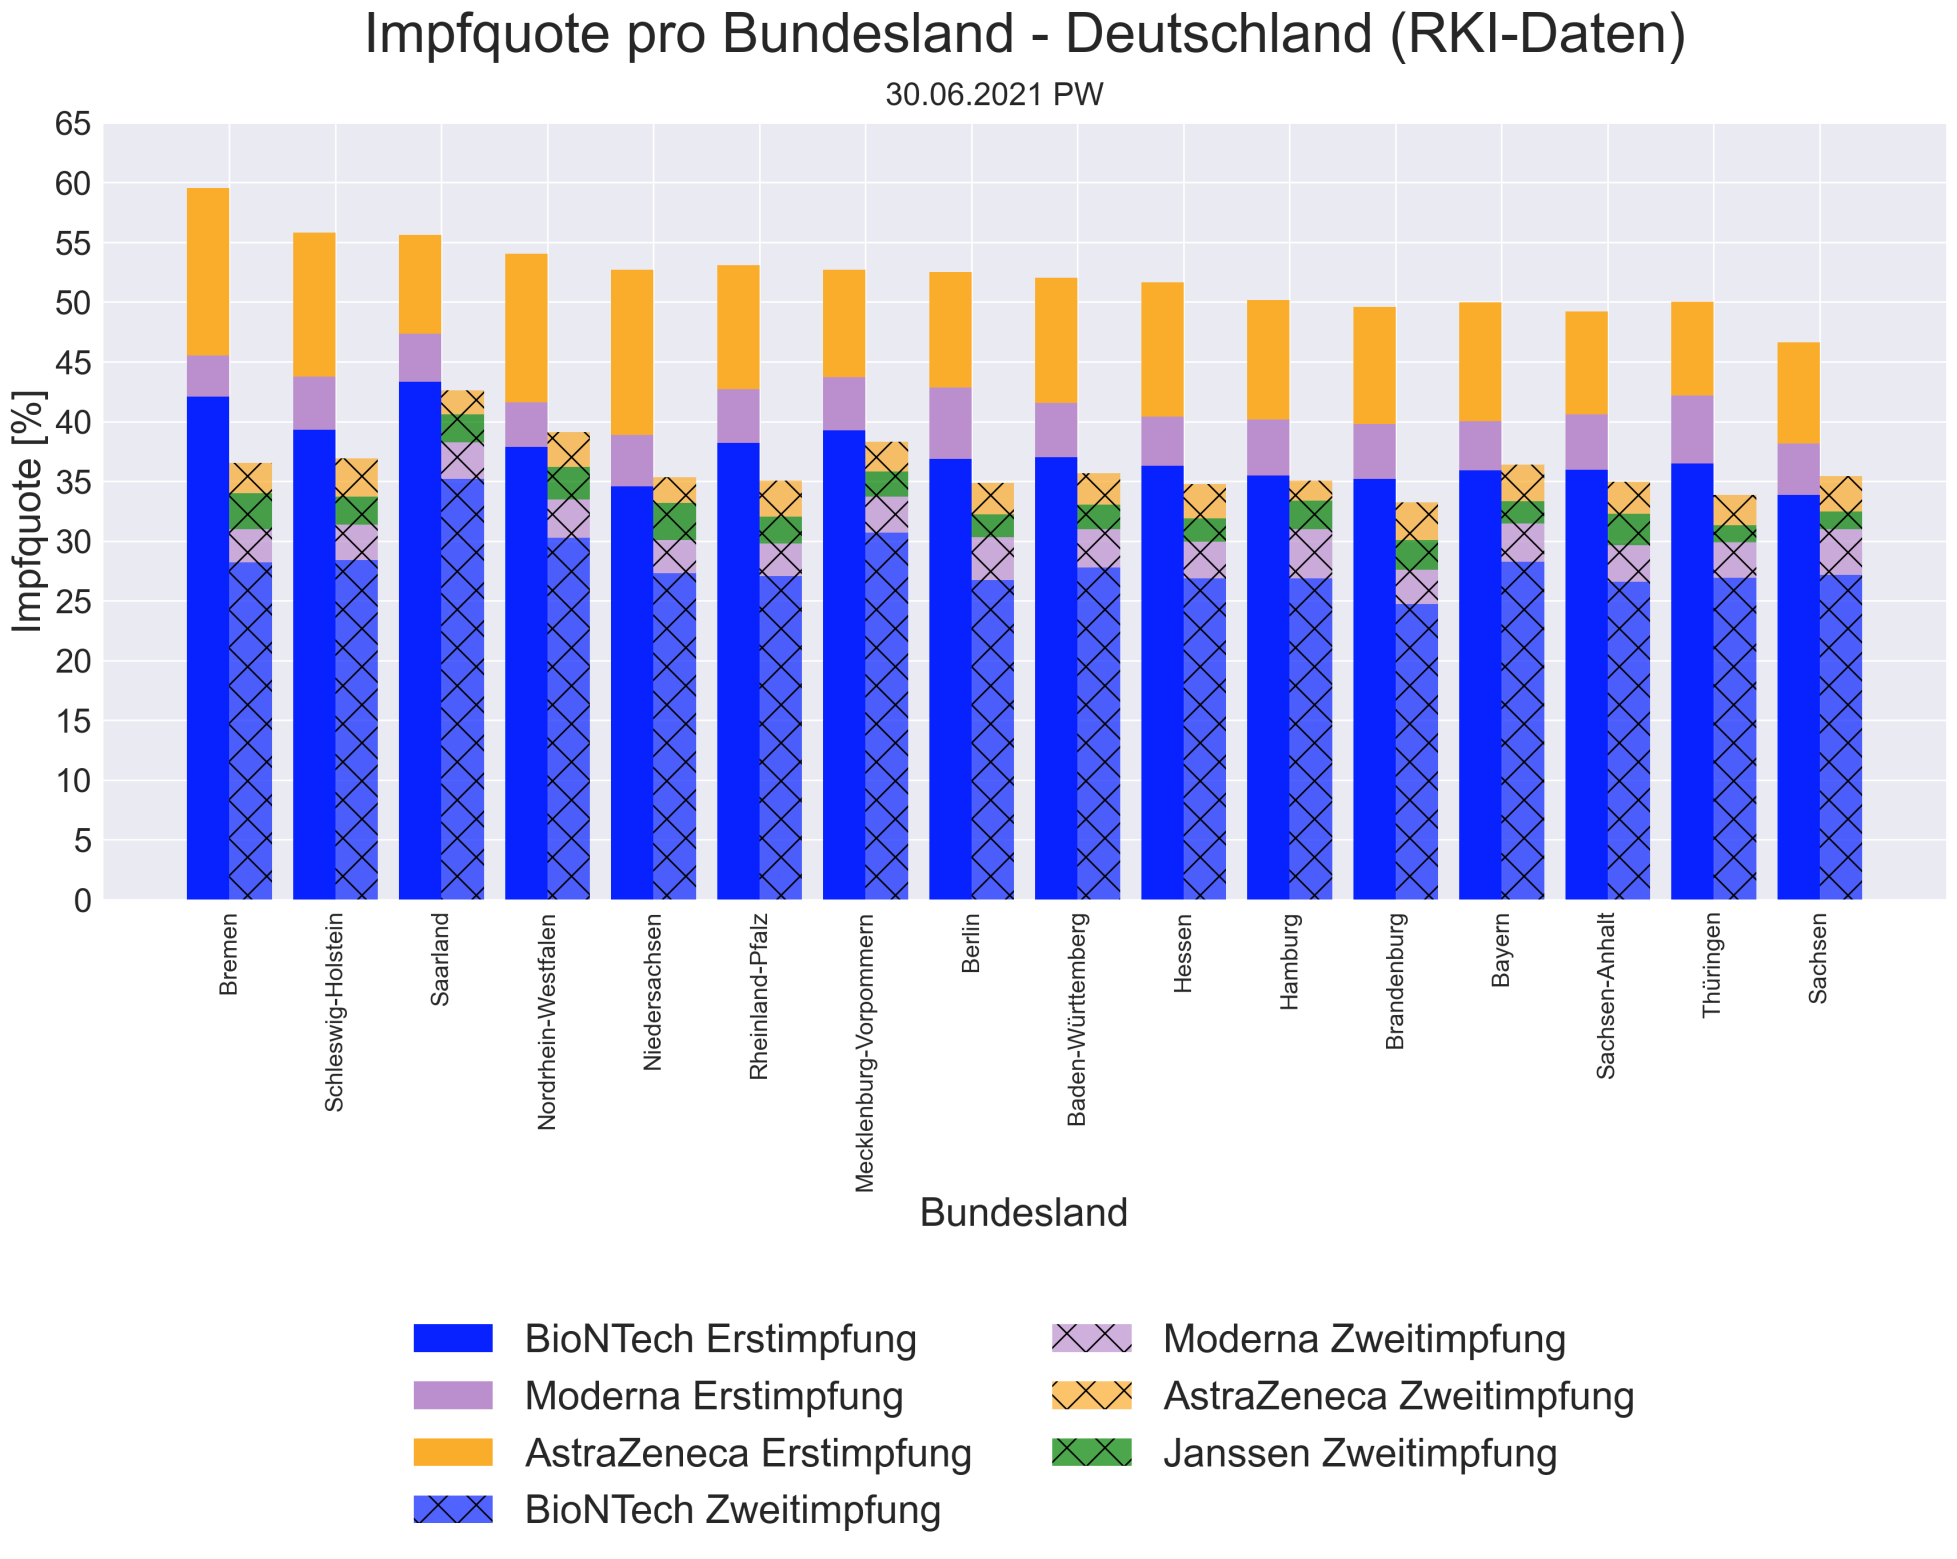 Impfquote pro Bundesland - Deutschland (RKI-Daten)
30.06.2021 PW
65
60
55
50
45
40
35
30
25
20
15
10
5
0
Impfquote [%]
Bremen
Schleswig-Holstein
Saarland
Nordrhein-Westfalen
Niedersachsen
Rheinland-Pfalz
Mecklenburg-Vorpommern
Berlin
Baden-Württemberg
Hessen
Hamburg
Brandenburg
Bayern
Sachsen-Anhalt
Thüringen
Sachsen
Bundesland
BioNTech Erstimpfung
Moderna Erstimpfung
AstraZeneca Erstimpfung
BioNTech Zweitimpfung
Moderna Zweitimpfung
AstraZeneca Zweitimpfung
Janssen Zweitimpfung